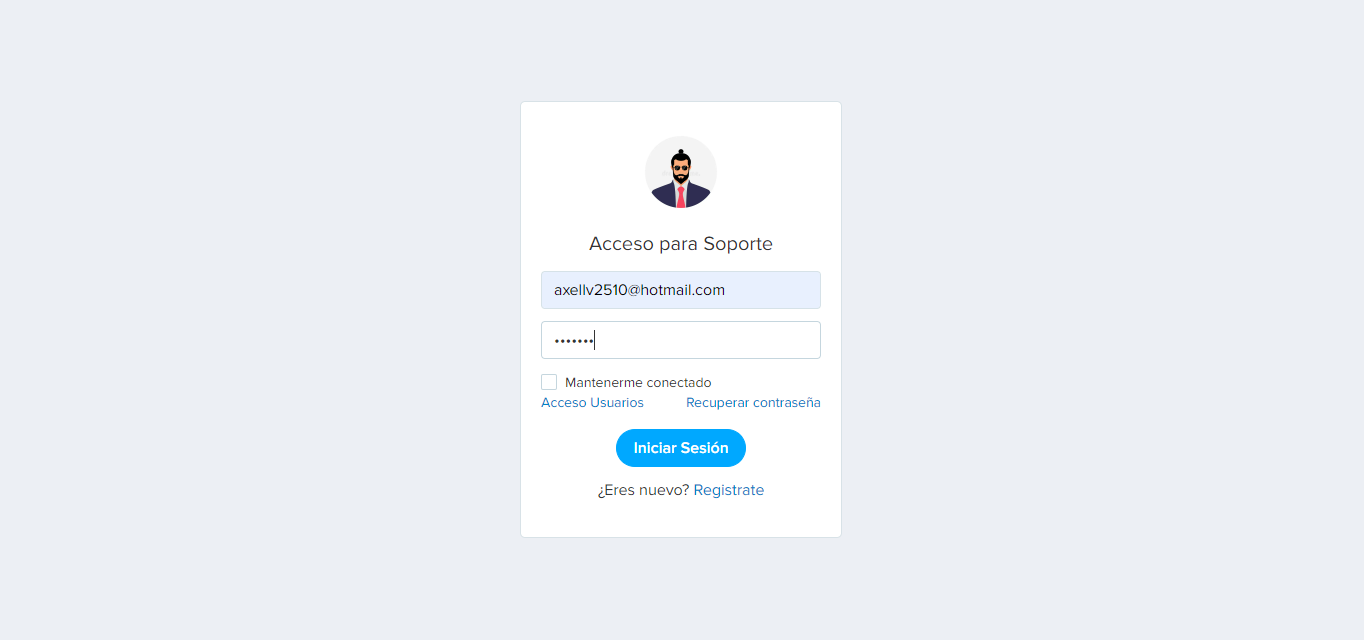 Acceso para Soporte
axellv2510@hotmail.com
•••••••
Mantenerme conectado
Acceso Usuarios Recuperar contraseña
Iniciar Sesión
¿Eres nuevo? Registrate